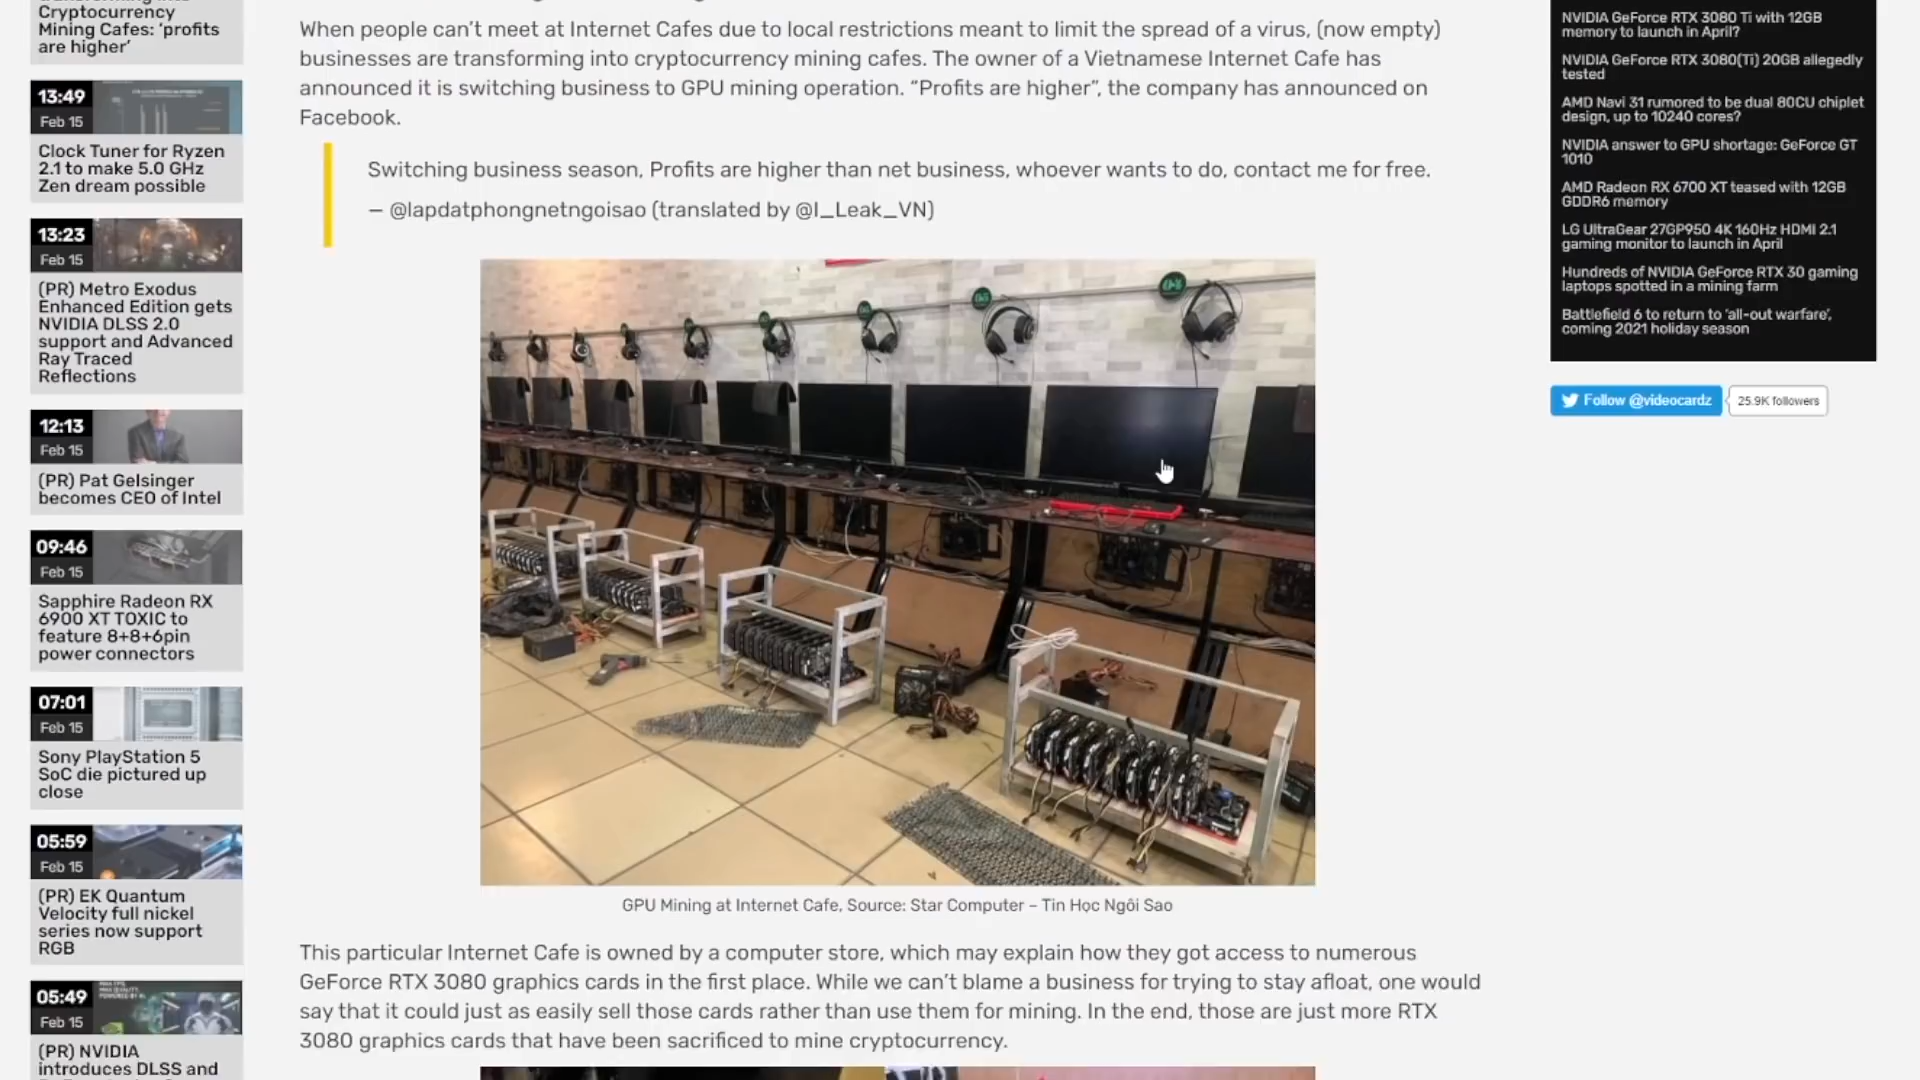 Cryptocurrency
Mining Cafes: ‘profits
are higher’
13:49
Feb 15
Clock Tuner for Ryzen
2.1 to make 5.0 GHz
Zen dream possible
13:23
Feb 15
(PR) Metro Exodus
Enhanced Edition gets
NVIDIA DLSS 2.0
support and Advanced
Ray Traced
Reflections
12:13
Feb 15
(PR) Pat Gelsinger
becomes CEO of Intel
09:46
Feb 15
Sapphire Radeon RX
6900 XT TOXIC to
feature 8+8+6pin
power connectors
07:01
Feb 15
Sony PlayStation 5
SoC die pictured up
close
05:59
Feb 15
(PR) EK Quantum
Velocity full nickel
series now support
RGB
05:49
Feb 15
(PR) NVIDIA
introduces DLSS and
When people can’t meet at Internet Cafes due to local restrictions meant to limit the spread of a virus, (now empty)
businesses are transforming into cryptocurrency mining cafes. The owner of a Vietnamese Internet Cafe has
announced it is switching business to GPU mining operation. “Profits are higher”, the company has announced on
Facebook.
Switching business season, Profits are higher than net business, whoever wants to do, contact me for free.
— @lapdatphongnetngoisao (translated by @I_Leak_VN)
GPU Mining at Internet Cafe, Source: Star Computer – Tin Học Ngôi Sao
This particular Internet Cafe is owned by a computer store, which may explain how they got access to numerous
GeForce RTX 3080 graphics cards in the first place. While we can’t blame a business for trying to stay afloat, one would
say that it could just as easily sell those cards rather than use them for mining. In the end, those are just more RTX
3080 graphics cards that have been sacrificed to mine cryptocurrency.
NVIDIA GeForce RTX 3080 Ti with 12GB
memory to launch in April?
NVIDIA GeForce RTX 3080(Ti) 20GB allegedly
tested
AMD Navi 31 rumored to be dual 80CU chiplet
design, up to 10240 cores?
NVIDIA answer to GPU shortage: GeForce GT
1010
AMD Radeon RX 6700 XT teased with 12GB
GDDR6 memory
LG UltraGear 27GP950 4K 160Hz HDMI 2.1
gaming monitor to launch in April
Hundreds of NVIDIA GeForce RTX 30 gaming
laptops spotted in a mining farm
Battlefield 6 to return to ‘all-out warfare’,
coming 2021 holiday season
Follow @videocardz
25.9K followers